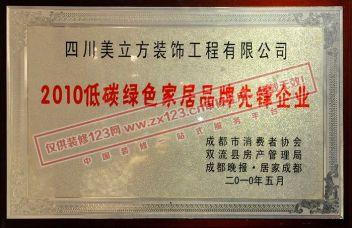 四川美立方装饰工程有限公司
2010低碳绿色家居品牌先锋企业
仅供装修123网
www.zx123.cn
中国装修一站式服务平台
成都市消费者协会
双流县房产管理局
成都晚报·居家成都
二〇一〇年五月